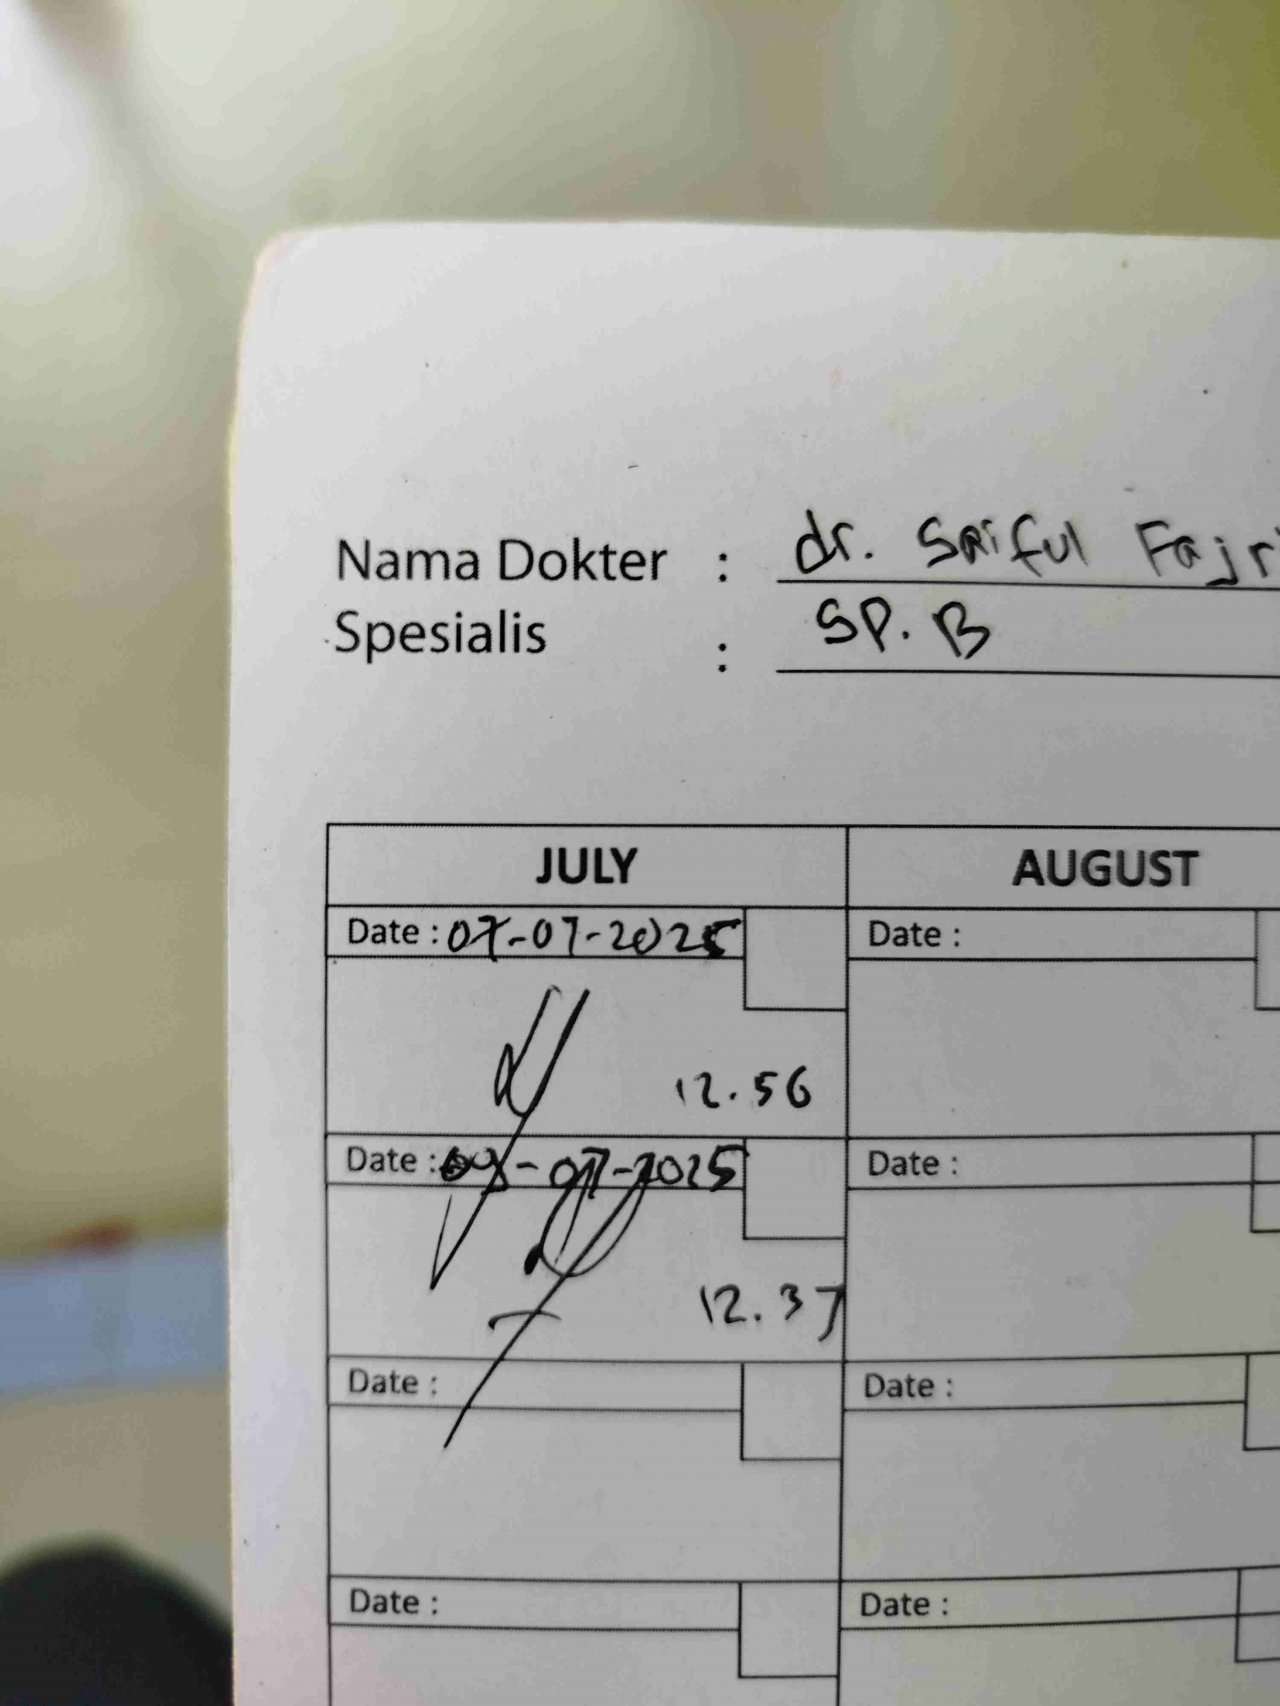 Nama Dokter : dr. Saiful Fajri
Spesialis : SP. B
JULY
AUGUST
Date : 07-07-2025
Date :
12.56
Date : -07-2025
Date :
12.37
Date :
Date :
Date :
Date :